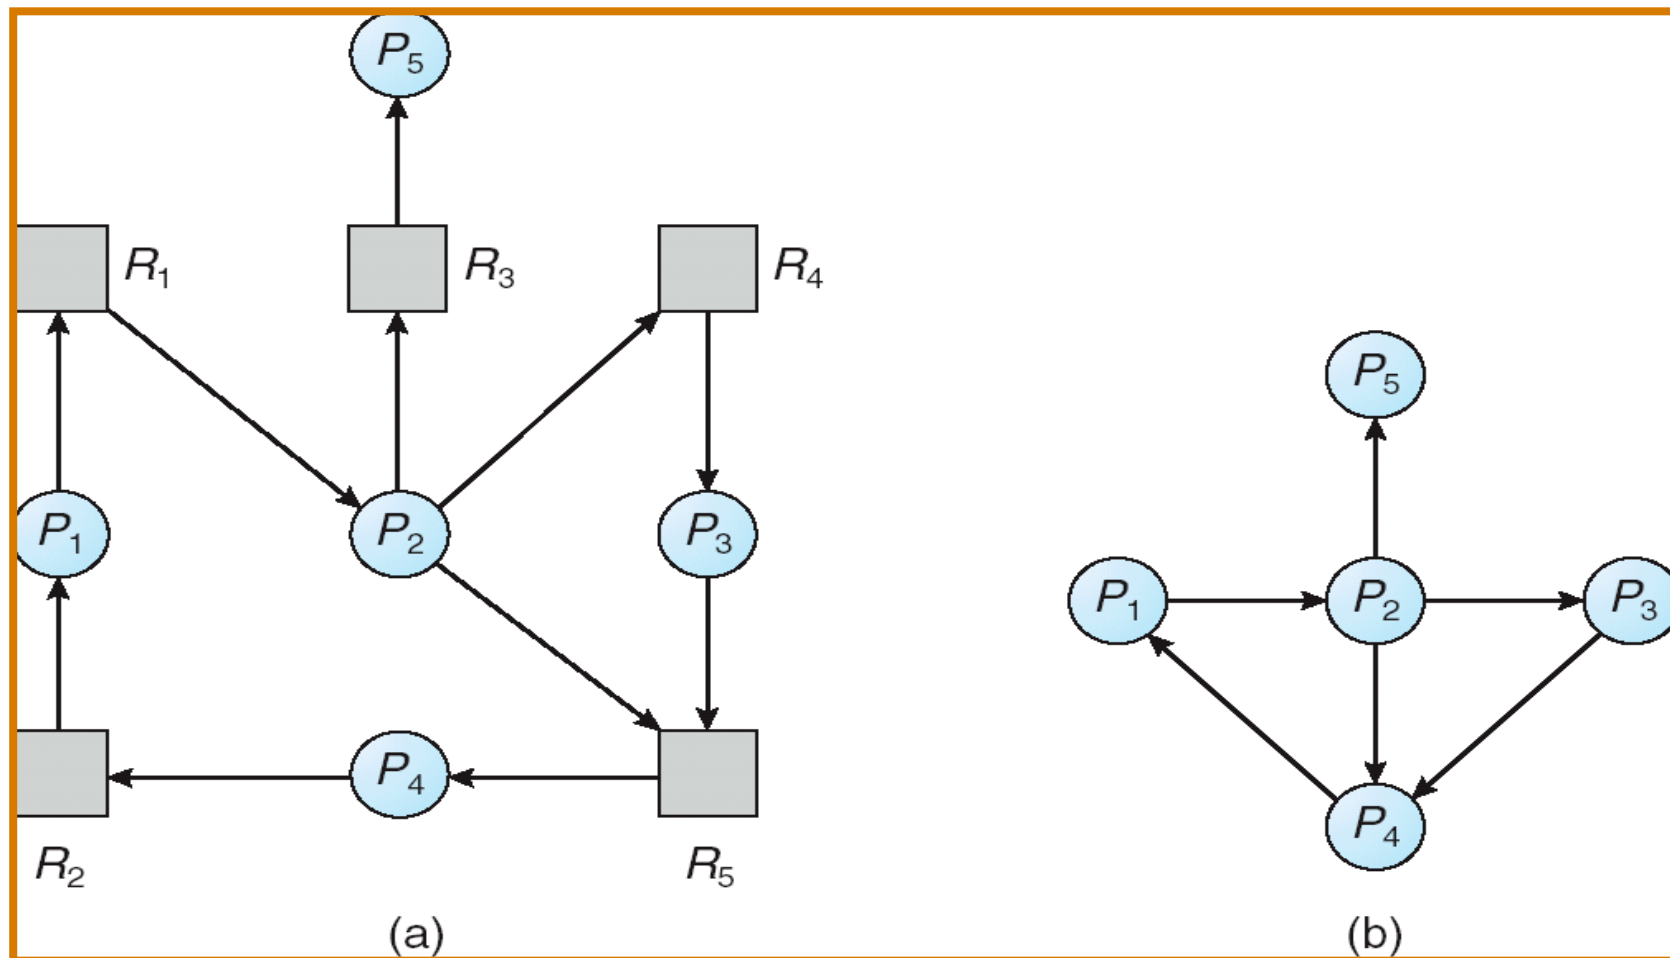 P₅
R₁ R₃ R₄
P₅
P₁ P₂ P₃
P₁ P₂ P₃
P₄
P₄
R₂ R₅
(a) (b)